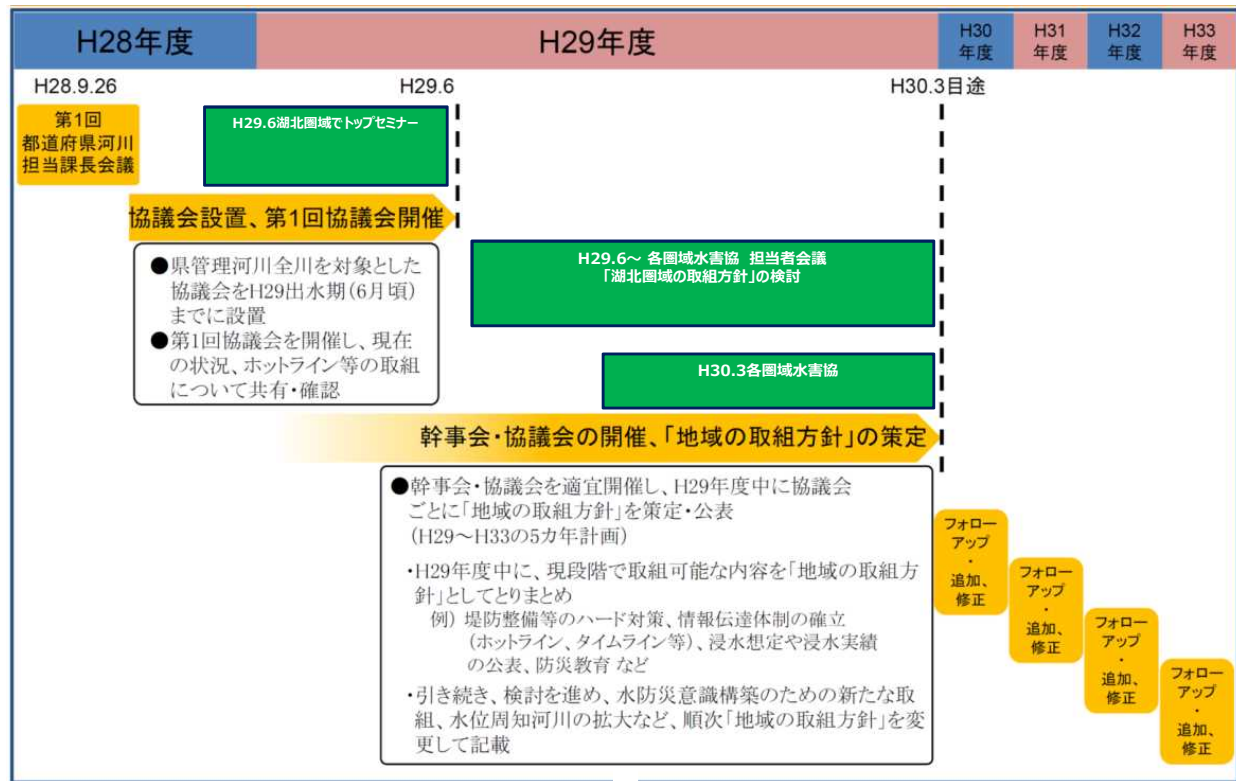 H28年度
H29年度
H30
年度
H31
年度
H32
年度
H33
年度
H28.9.26
H29.6
H30.3目途
第1回
都道府県河川
担当課長会議
H29.6湖北圏域でトップセミナー
協議会設置、第1回協議会開催
●県管理河川全川を対象とした
協議会をH29出水期(6月頃)
までに設置
●第1回協議会を開催し、現在
の状況、ホットライン等の取組
について共有・確認
H29.6～ 各圏域水害協 担当者会議
「湖北圏域の取組方針」の検討
H30.3各圏域水害協
幹事会・協議会の開催、「地域の取組方針」の策定
●幹事会・協議会を適宜開催し、H29年度中に協議会
ごとに「地域の取組方針」を策定・公表
(H29～H33の5カ年計画)
・H29年度中に、現段階で取組可能な内容を「地域の取組方
針」としてとりまとめ
例) 堤防整備等のハード対策、情報伝達体制の確立
(ホットライン、タイムライン等)、浸水想定や浸水実績
の公表、防災教育 など
・引き続き、検討を進め、水防災意識構築のための新たな取
組、水位周知河川の拡大など、順次「地域の取組方針」を変
更して記載
フォロー
アップ
・
追加、
修正
フォロー
アップ
・
追加、
修正
フォロー
アップ
・
追加、
修正
フォロー
アップ
・
追加、
修正